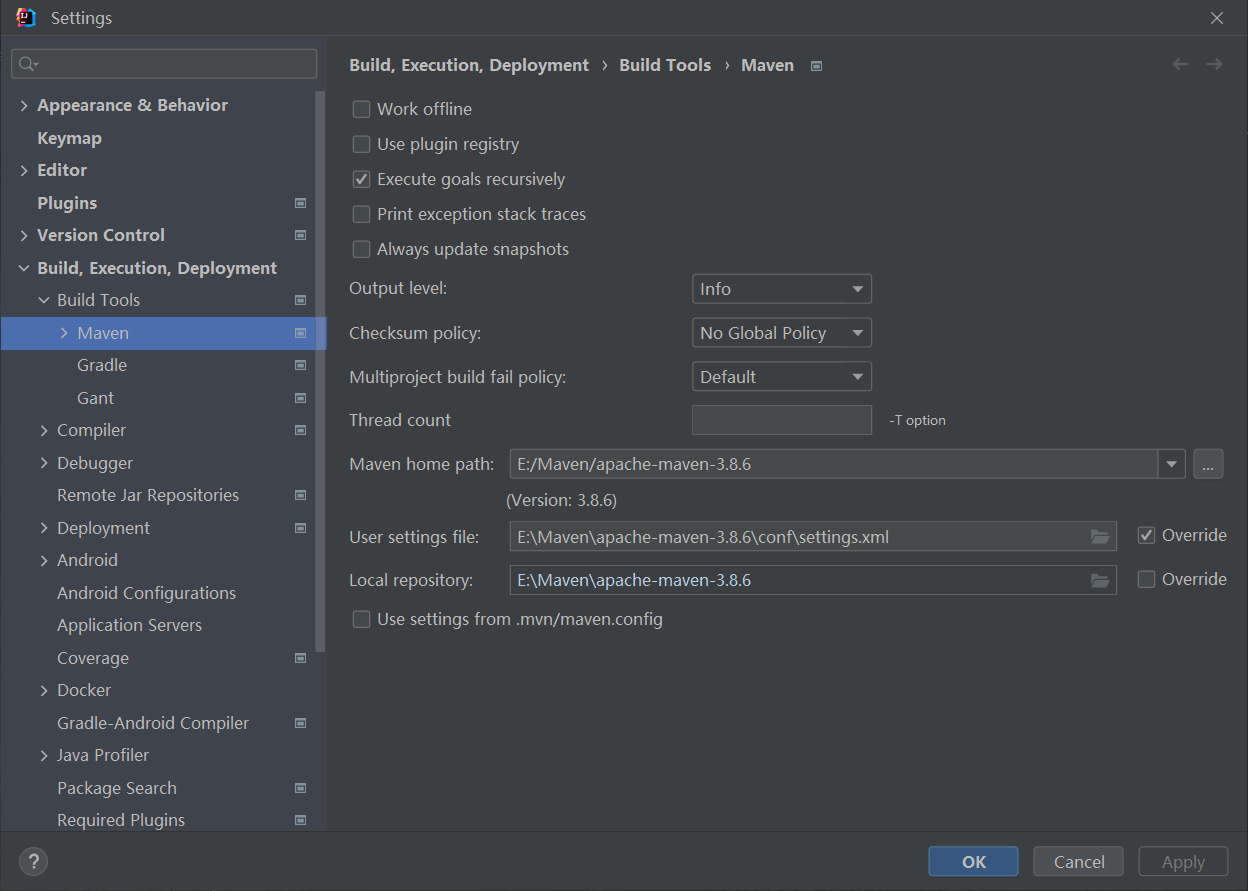 Settings
Build, Execution, Deployment › Build Tools › Maven
Appearance & Behavior
Keymap
Editor
Plugins
Version Control
Build, Execution, Deployment
Build Tools
Maven
Gradle
Gant
Compiler
Debugger
Remote Jar Repositories
Deployment
Android
Android Configurations
Application Servers
Coverage
Docker
Gradle-Android Compiler
Java Profiler
Package Search
Required Plugins
Work offline
Use plugin registry
Execute goals recursively
Print exception stack traces
Always update snapshots
Output level: Info
Checksum policy: No Global Policy
Multiproject build fail policy: Default
Thread count -T option
Maven home path: E:/Maven/apache-maven-3.8.6 ...
(Version: 3.8.6)
User settings file: E:\Maven\apache-maven-3.8.6\conf\settings.xml Override
Local repository: E:\Maven\apache-maven-3.8.6 Override
Use settings from .mvn/maven.config
? OK Cancel Apply